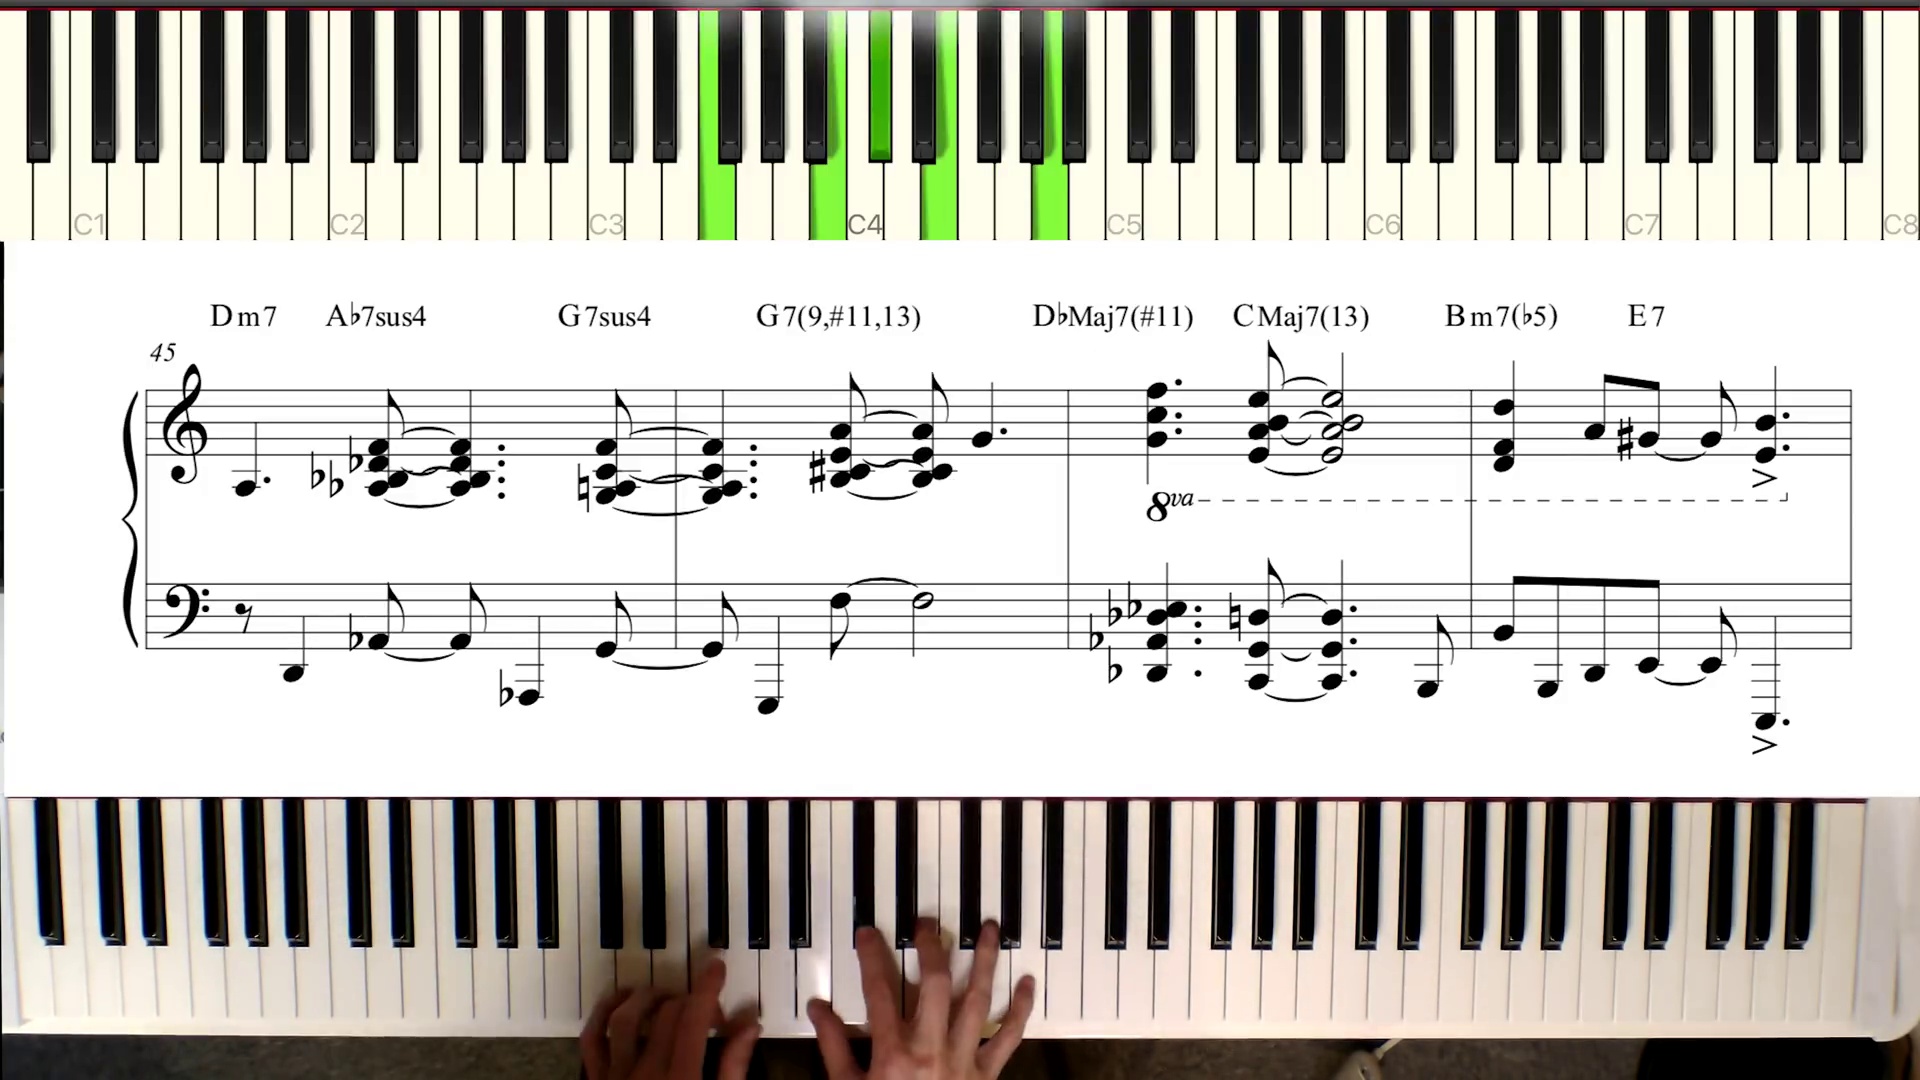 C1 C2 C3 C4 C5 C6 C7 C8
Dm7 A♭7sus4 G7sus4 G7(9,#11,13) D♭Maj7(#11) CMaj7(13) Bm7(♭5) E7
45
8va